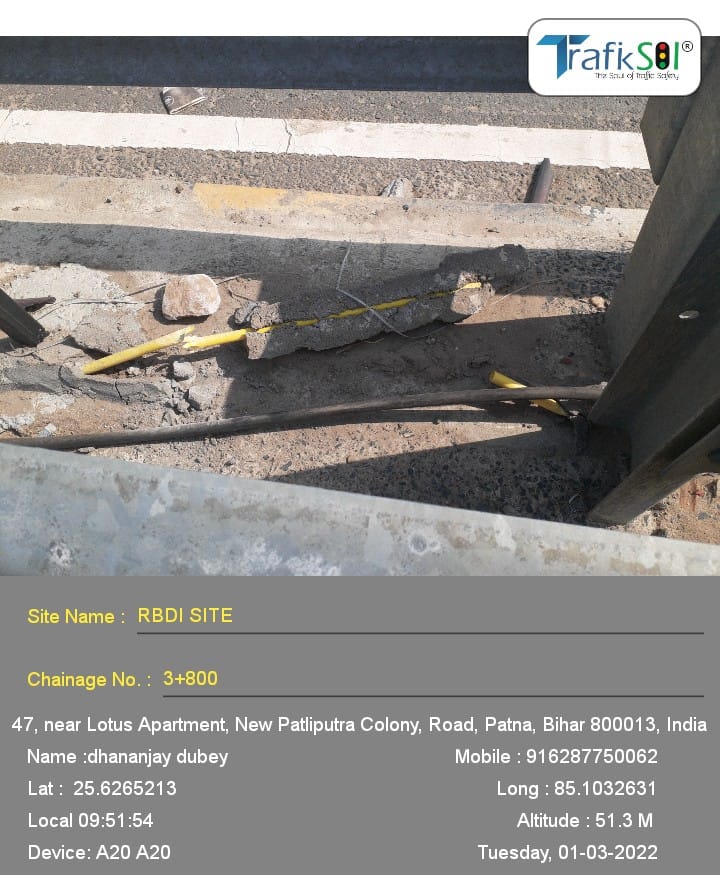 TrafikSol®
The Soul of Traffic Safety
Site Name : RBDI SITE
Chainage No. : 3+800
47, near Lotus Apartment, New Patliputra Colony, Road, Patna, Bihar 800013, India
Name :dhananjay dubey Mobile : 916287750062
Lat : 25.6265213 Long : 85.1032631
Local 09:51:54 Altitude : 51.3 M
Device: A20 A20 Tuesday, 01-03-2022